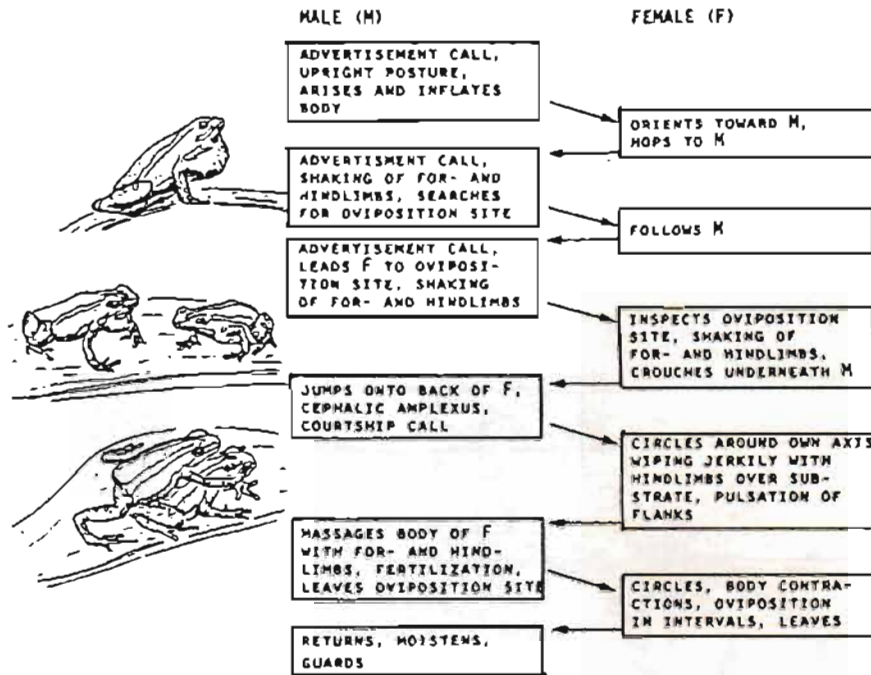 MALE (M)
FEMALE (F)
ADVERTISEMENT CALL,
UPRIGHT POSTURE,
ARISES AND INFLATES
BODY
ORIENTS TOWARD M,
HOPS TO M
ADVERTISMENT CALL,
SHAKING OF FOR- AND
HINDLIMBS, SEARCHES
FOR OVIPOSITION SITE
FOLLOWS M
ADVERTISEMENT CALL,
LEADS F TO OVIPOSI-
TION SITE, SHAKING
OF FOR- AND HINDLIMBS
INSPECTS OVIPOSITION
SITE, SHAKING OF
FOR- AND HINDLIMBS,
CROUCHES UNDERNEATH M
JUMPS ONTO BACK OF F,
CEPHALIC AMPLEXUS,
COURTSHIP CALL
CIRCLES AROUND OWN AXIS
WIPING JERKILY WITH
HINDLIMBS OVER SUB-
STRATE, PULSATION OF
FLANKS
MASSAGES BODY OF F
WITH FOR- AND HIND-
LIMBS, FERTILIZATION,
LEAVES OVIPOSITION SITE
CIRCLES, BODY CONTRA-
CTIONS, OVIPOSITION
IN INTERVALS, LEAVES
RETURNS, MOISTENS,
GUARDS